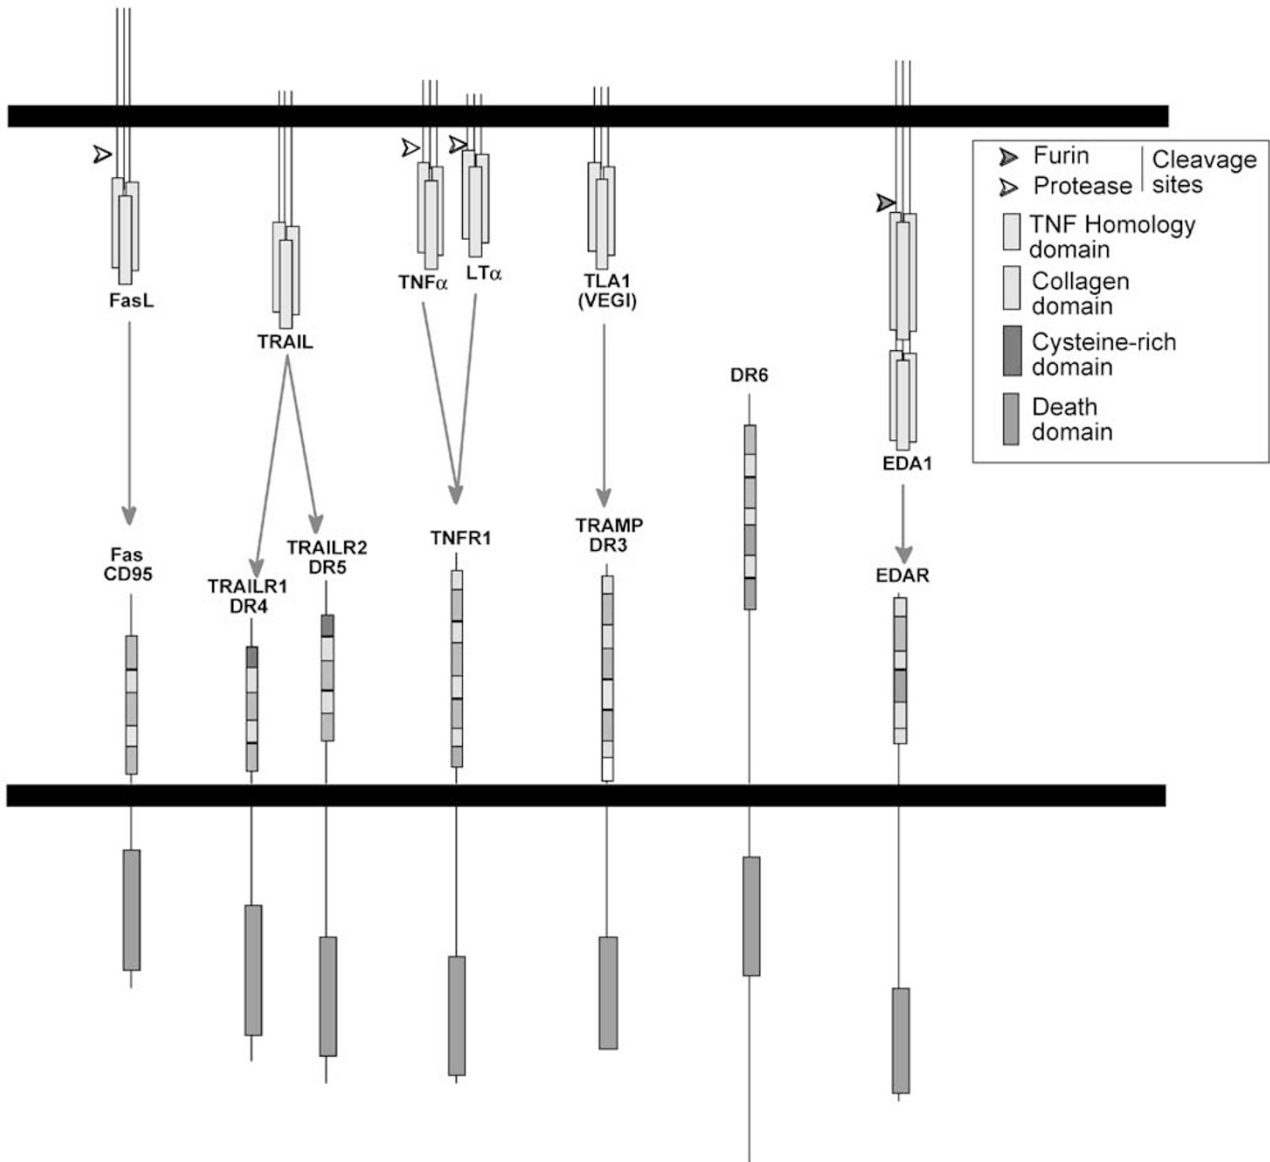 Furin
Protease
Cleavage
sites
TNF Homology
domain
Collagen
domain
Cysteine-rich
domain
Death
domain
FasL
TRAIL
TNFα
LTα
TLA1
(VEGI)
DR6
EDA1
Fas
CD95
TRAILR1
DR4
TRAILR2
DR5
TNFR1
TRAMP
DR3
EDAR